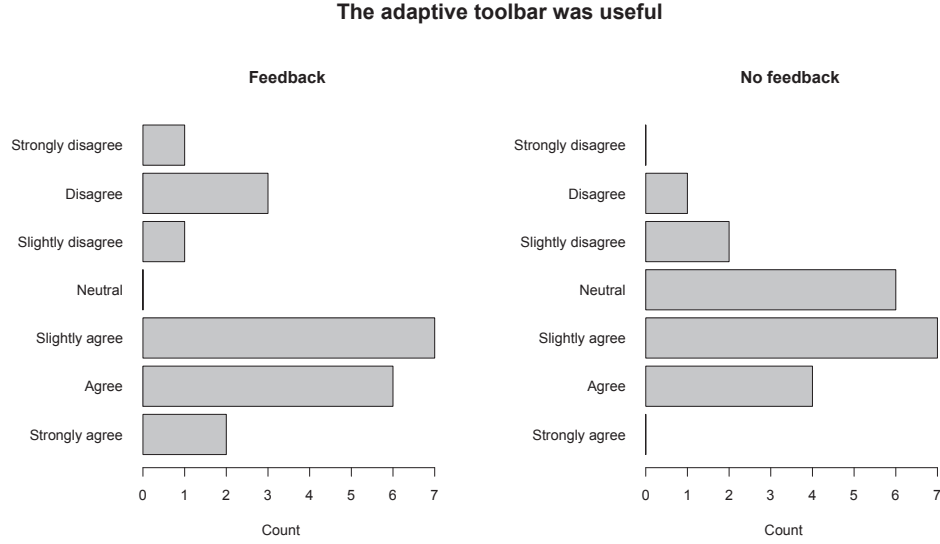 The adaptive toolbar was useful
Feedback
Strongly disagree
Disagree
Slightly disagree
Neutral
Slightly agree
Agree
Strongly agree
0 1 2 3 4 5 6 7
Count
No feedback
Strongly disagree
Disagree
Slightly disagree
Neutral
Slightly agree
Agree
Strongly agree
0 1 2 3 4 5 6 7
Count